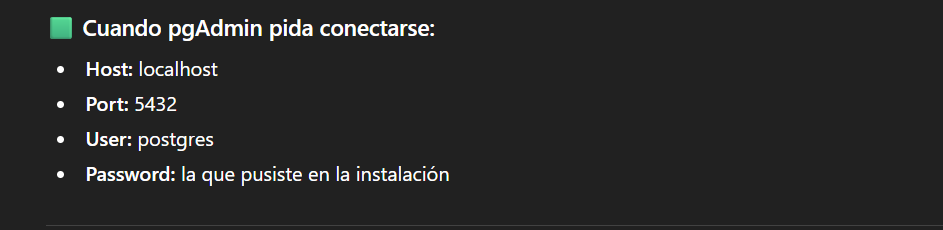 Cuando pgAdmin pida conectarse:
Host: localhost
Port: 5432
User: postgres
Password: la que pusiste en la instalación